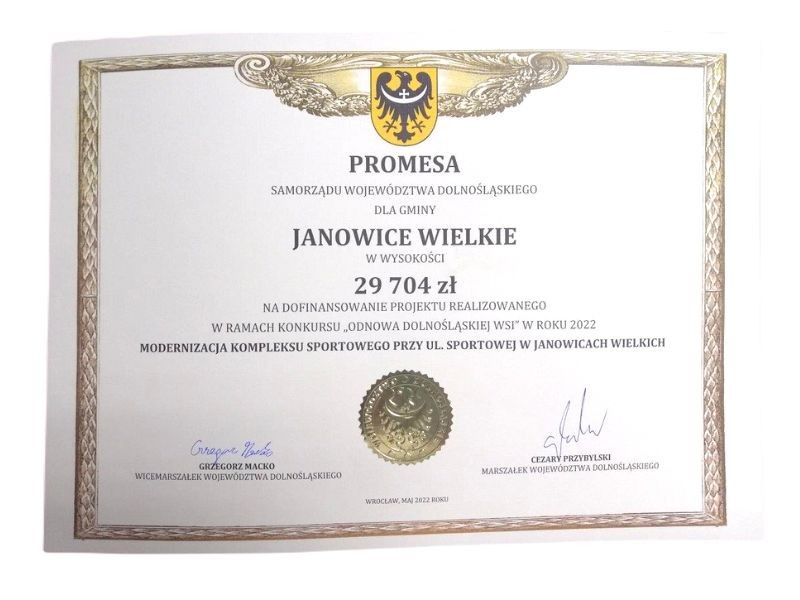 PROMESA
SAMORZĄDU WOJEWÓDZTWA DOLNOŚLĄSKIEGO
DLA GMINY
JANOWICE WIELKIE
W WYSOKOŚCI
29 704 zł
NA DOFINANSOWANIE PROJEKTU REALIZOWANEGO
W RAMACH KONKURSU „ODNOWA DOLNOŚLĄSKIEJ WSI” W ROKU 2022
MODERNIZACJA KOMPLEKSU SPORTOWEGO PRZY UL. SPORTOWEJ W JANOWICACH WIELKICH
Grzegorz Macko
GRZEGORZ MACKO
WICEMARSZAŁEK WOJEWÓDZTWA DOLNOŚLĄSKIEGO
CEZARY PRZYBYLSKI
MARSZAŁEK WOJEWÓDZTWA DOLNOŚLĄSKIEGO
WROCŁAW, MAJ 2022 ROKU